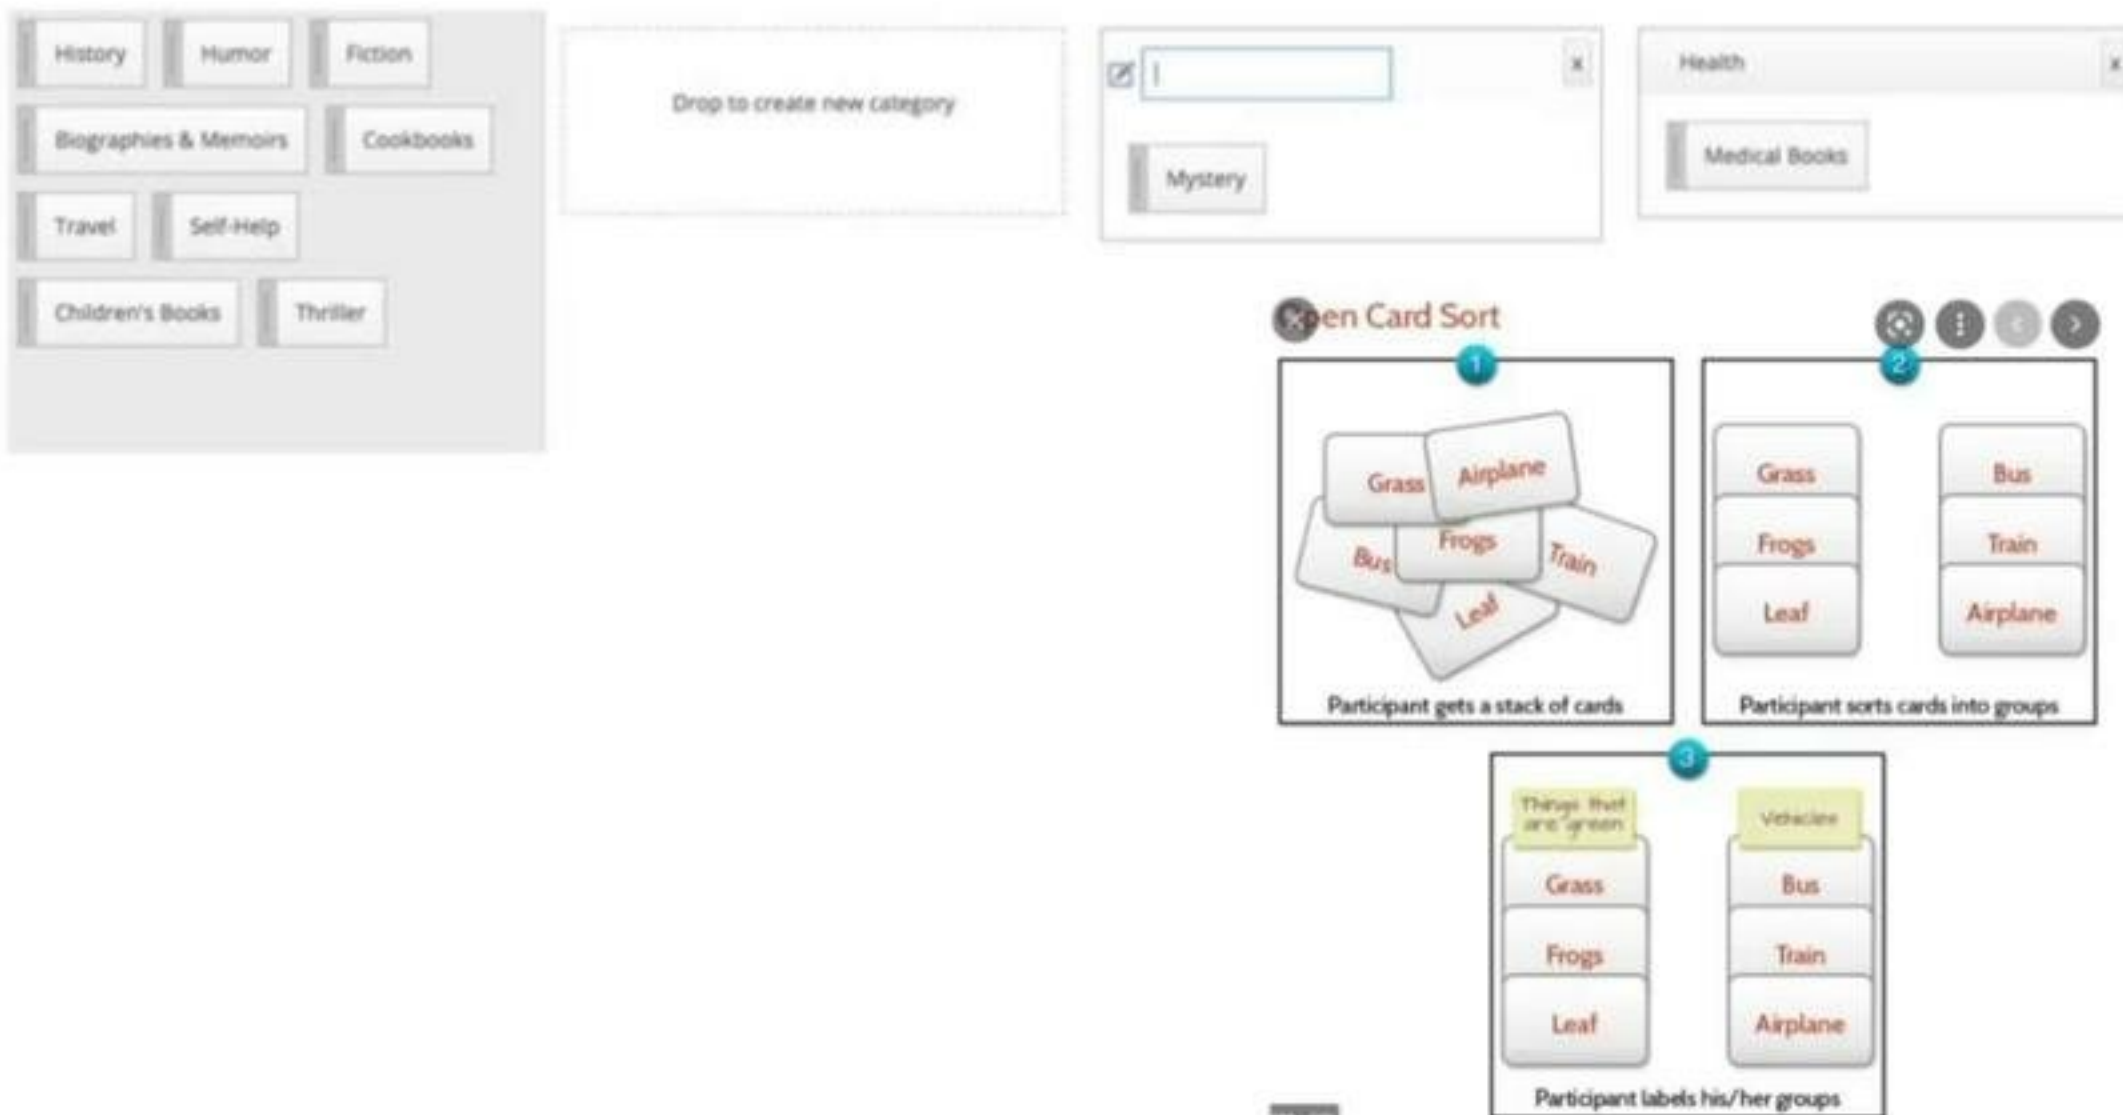 History Humor Fiction
Biographies & Memoirs Cookbooks
Travel Self-Help
Children's Books Thriller
Drop to create new category
x
Mystery
Health x
Medical Books
pen Card Sort
1
Grass Airplane
Bus Frogs Train
Leaf
Participant gets a stack of cards
2
Grass Bus
Frogs Train
Leaf Airplane
Participant sorts cards into groups
3
Things that
are green
Vehicles
Grass Bus
Frogs Train
Leaf Airplane
Participant labels his/her groups